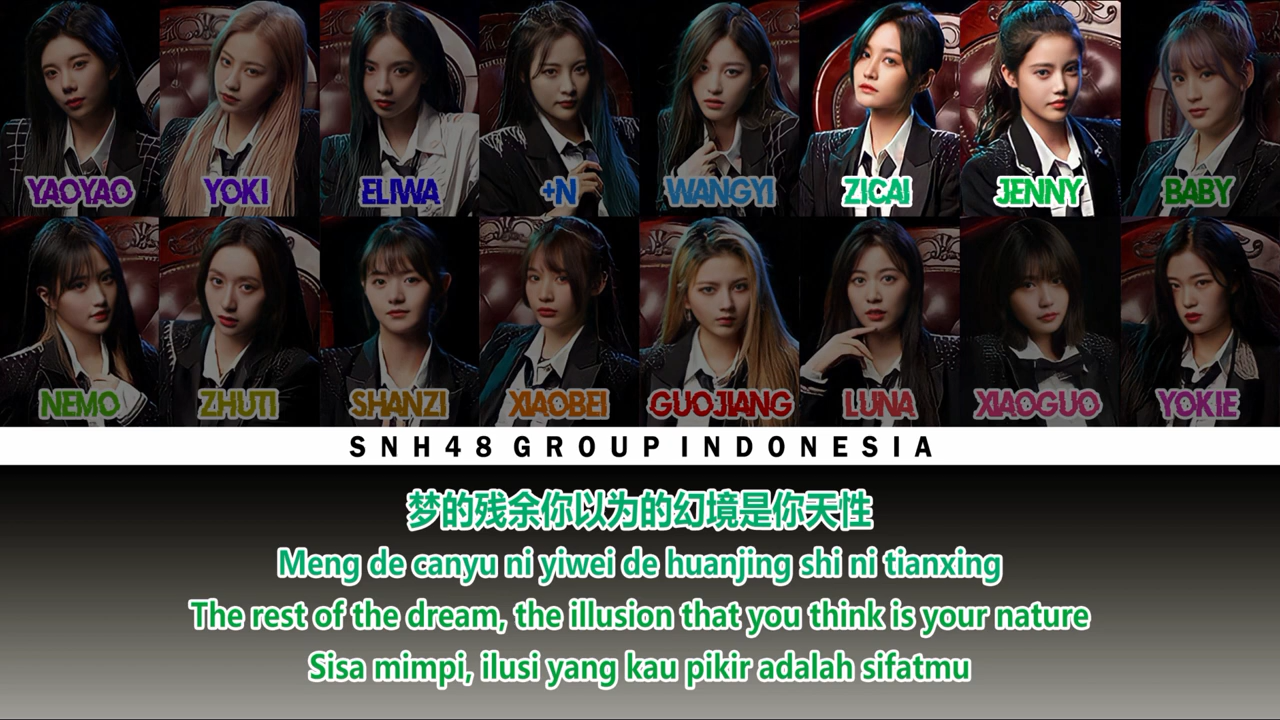 YAOYAO YOKI ELIWA +N WANGYI ZICAI JENNY BABY
NEMO ZHUTI SHANZI XIAOBEI GUOJIANG LUNA XIAOGUO YOKIE
SNH48 GROUP INDONESIA
梦的残余你以为的幻境是你天性
Meng de canyu ni yiwei de huanjing shi ni tianxing
The rest of the dream, the illusion that you think is your nature
Sisa mimpi, ilusi yang kau pikir adalah sifatmu